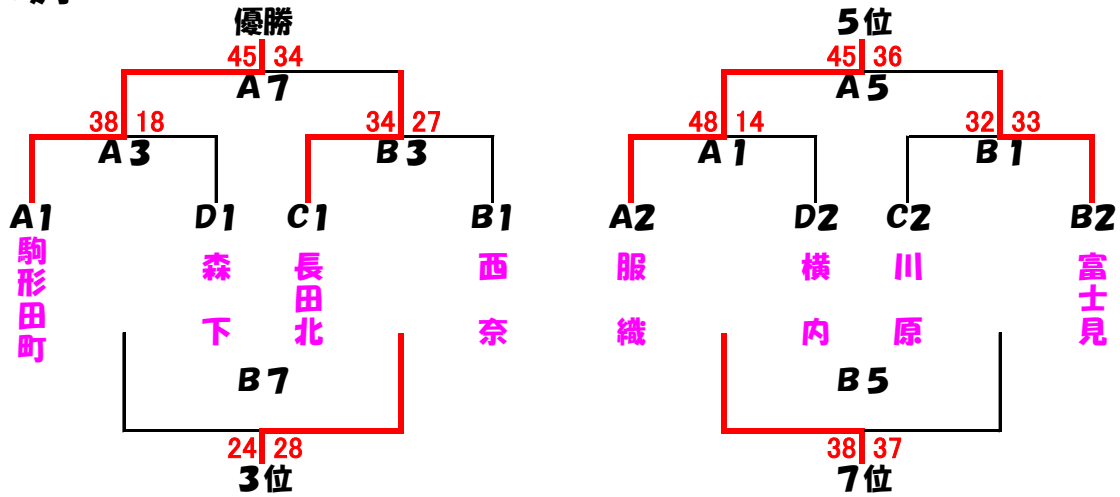 優勝 5位
45 34 45 36
A7 A5
38 18 34 27 48 14 32 33
A3 B3 A1 B1
A1 D1 C1 B1 A2 D2 C2 B2
駒形田町 森下 長田北 西奈 服織 横内 川原 富士見
B7 B5
24 28 38 37
3位 7位